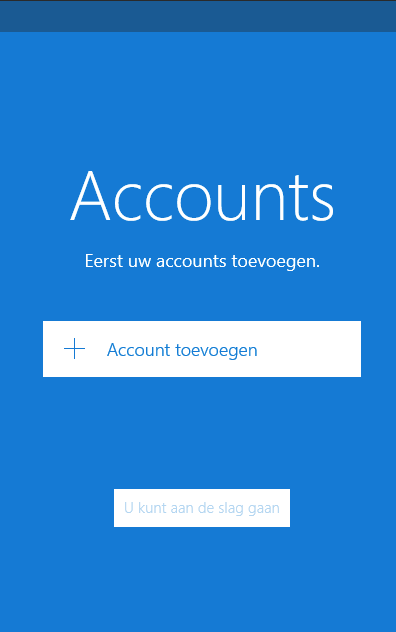 Accounts
Eerst uw accounts toevoegen.
Account toevoegen
U kunt aan de slag gaan